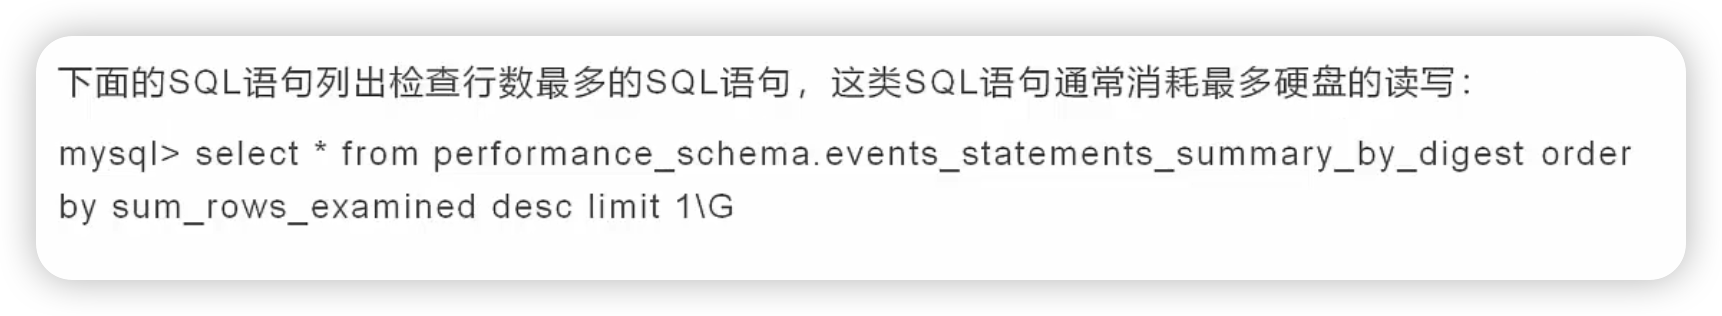 下面的SQL语句列出检查行数最多的SQL语句，这类SQL语句通常消耗最多硬盘的读写：
mysql> select * from performance_schema.events_statements_summary_by_digest order
by sum_rows_examined desc limit 1\G